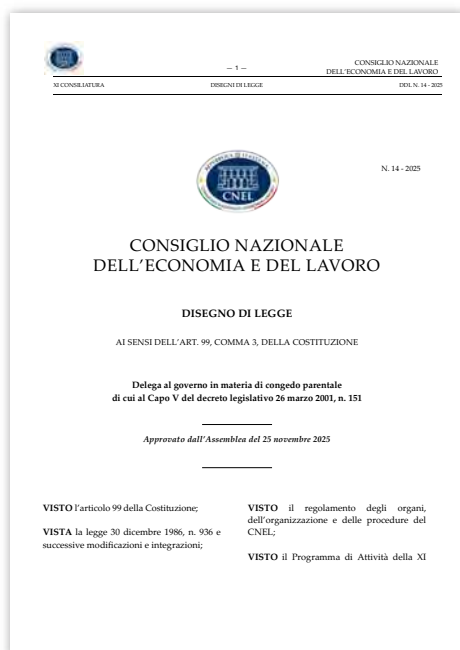 — 1 —
CONSIGLIO NAZIONALE
DELL'ECONOMIA E DEL LAVORO
XI CONSILIATURA DISEGNI DI LEGGE DDL N. 14 - 2025
N. 14 - 2025
REPUBBLICA ITALIANA
CNEL
CONSIGLIO NAZIONALE
DELL'ECONOMIA E DEL LAVORO
DISEGNO DI LEGGE
AI SENSI DELL'ART. 99, COMMA 3, DELLA COSTITUZIONE
Delega al governo in materia di congedo parentale
di cui al Capo V del decreto legislativo 26 marzo 2001, n. 151
Approvato dall'Assemblea del 25 novembre 2025
VISTO l'articolo 99 della Costituzione;
VISTA la legge 30 dicembre 1986, n. 936 e
successive modificazioni e integrazioni;
VISTO il regolamento degli organi,
dell'organizzazione e delle procedure del
CNEL;
VISTO il Programma di Attività della XI